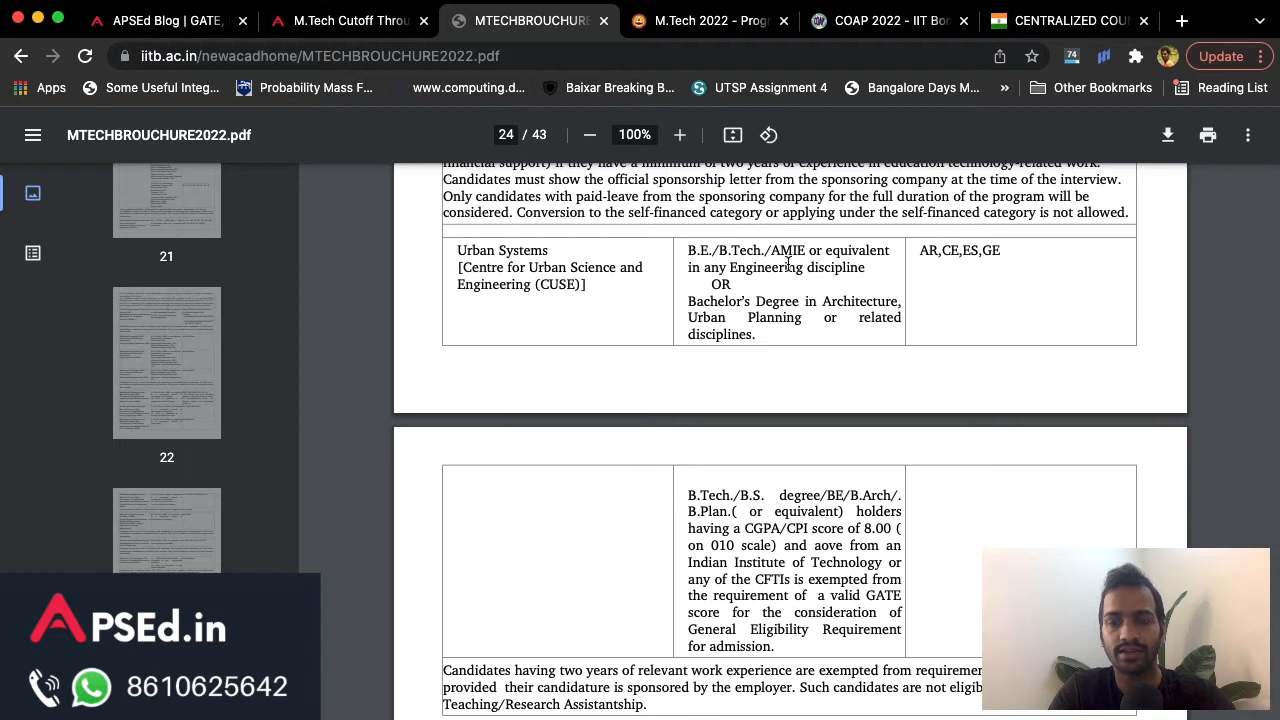 APSEd Blog | GATE,
M.Tech Cutoff Throu
MTECHBROUCHURE
M.Tech 2022 - Prog
COAP 2022 - IIT Bon
CENTRALIZED COU
iitb.ac.in/newacadhome/MTECHBROUCHURE2022.pdf
74
Update
Apps
Some Useful Integ...
Probability Mass F...
www.conving.dvi...
Baixar Breaking B...
UTSP Assignment 4
Bangalore Days M...
»
Other Bookmarks
Reading List
MTECHBROUCHURE2022.pdf
24 / 43
100%
Candidates must show the official sponsorship letter from the sponsoring company at the time of the interview.
Only candidates with paid-leave from the sponsoring company forthe full duration of the program will be
considered. Conversion to the self financed category or applying under the self-financed category is not allowed.
Urban Systems
[Centre for Urban Science and
Engineering (CUSE)]
B.E./B.Tech./AMIE or equivalent
in any Engineering discipline
OR
Bachelor's Degree in Architecture,
Urban Planning or related
disciplines.
AR,CE,ES,GE
B.Tech./B.S. degree/BE/B.Arch/.
B.Plan.( or equivalent) holders
having a CGPA/CPI score of 8.00 (
on 010 scale) and aove from an
Indian Institute of Technology or
any of the CFTIs is exempted from
the requirement of a valid GATE
score for the consideration of
General Eligibility Requirement
for admission.
Candidates having two years of relevant work experience are exempted from requiremen
provided their candidature is sponsored by the employer. Such candidates are not eligib
Teaching/Research Assistantship.
21
22
APSEd.in
8610625642